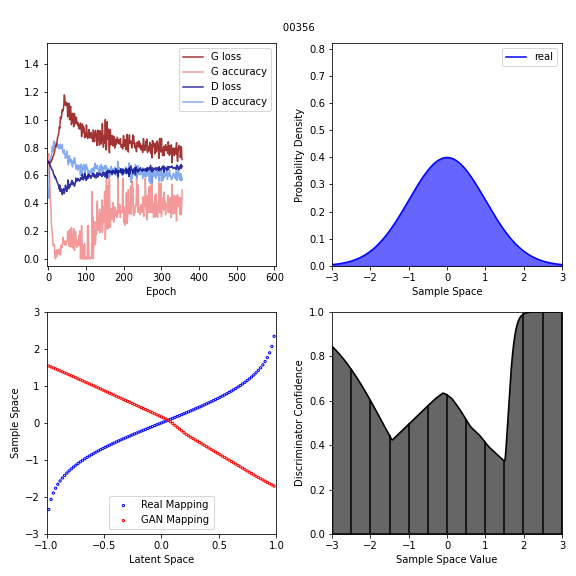 00356
G loss
G accuracy
D loss
D accuracy
1.4
1.2
1.0
0.8
0.6
0.4
0.2
0.0
0 100 200 300 400 500 600
Epoch
real
Probability Density
0.8
0.7
0.6
0.5
0.4
0.3
0.2
0.1
0.0
−3 −2 −1 0 1 2 3
Sample Space
Sample Space
3
2
1
0
−1
−2
−3
Real Mapping
GAN Mapping
−1.0 −0.5 0.0 0.5 1.0
Latent Space
Discriminator Confidence
1.0
0.8
0.6
0.4
0.2
0.0
−3 −2 −1 0 1 2 3
Sample Space Value